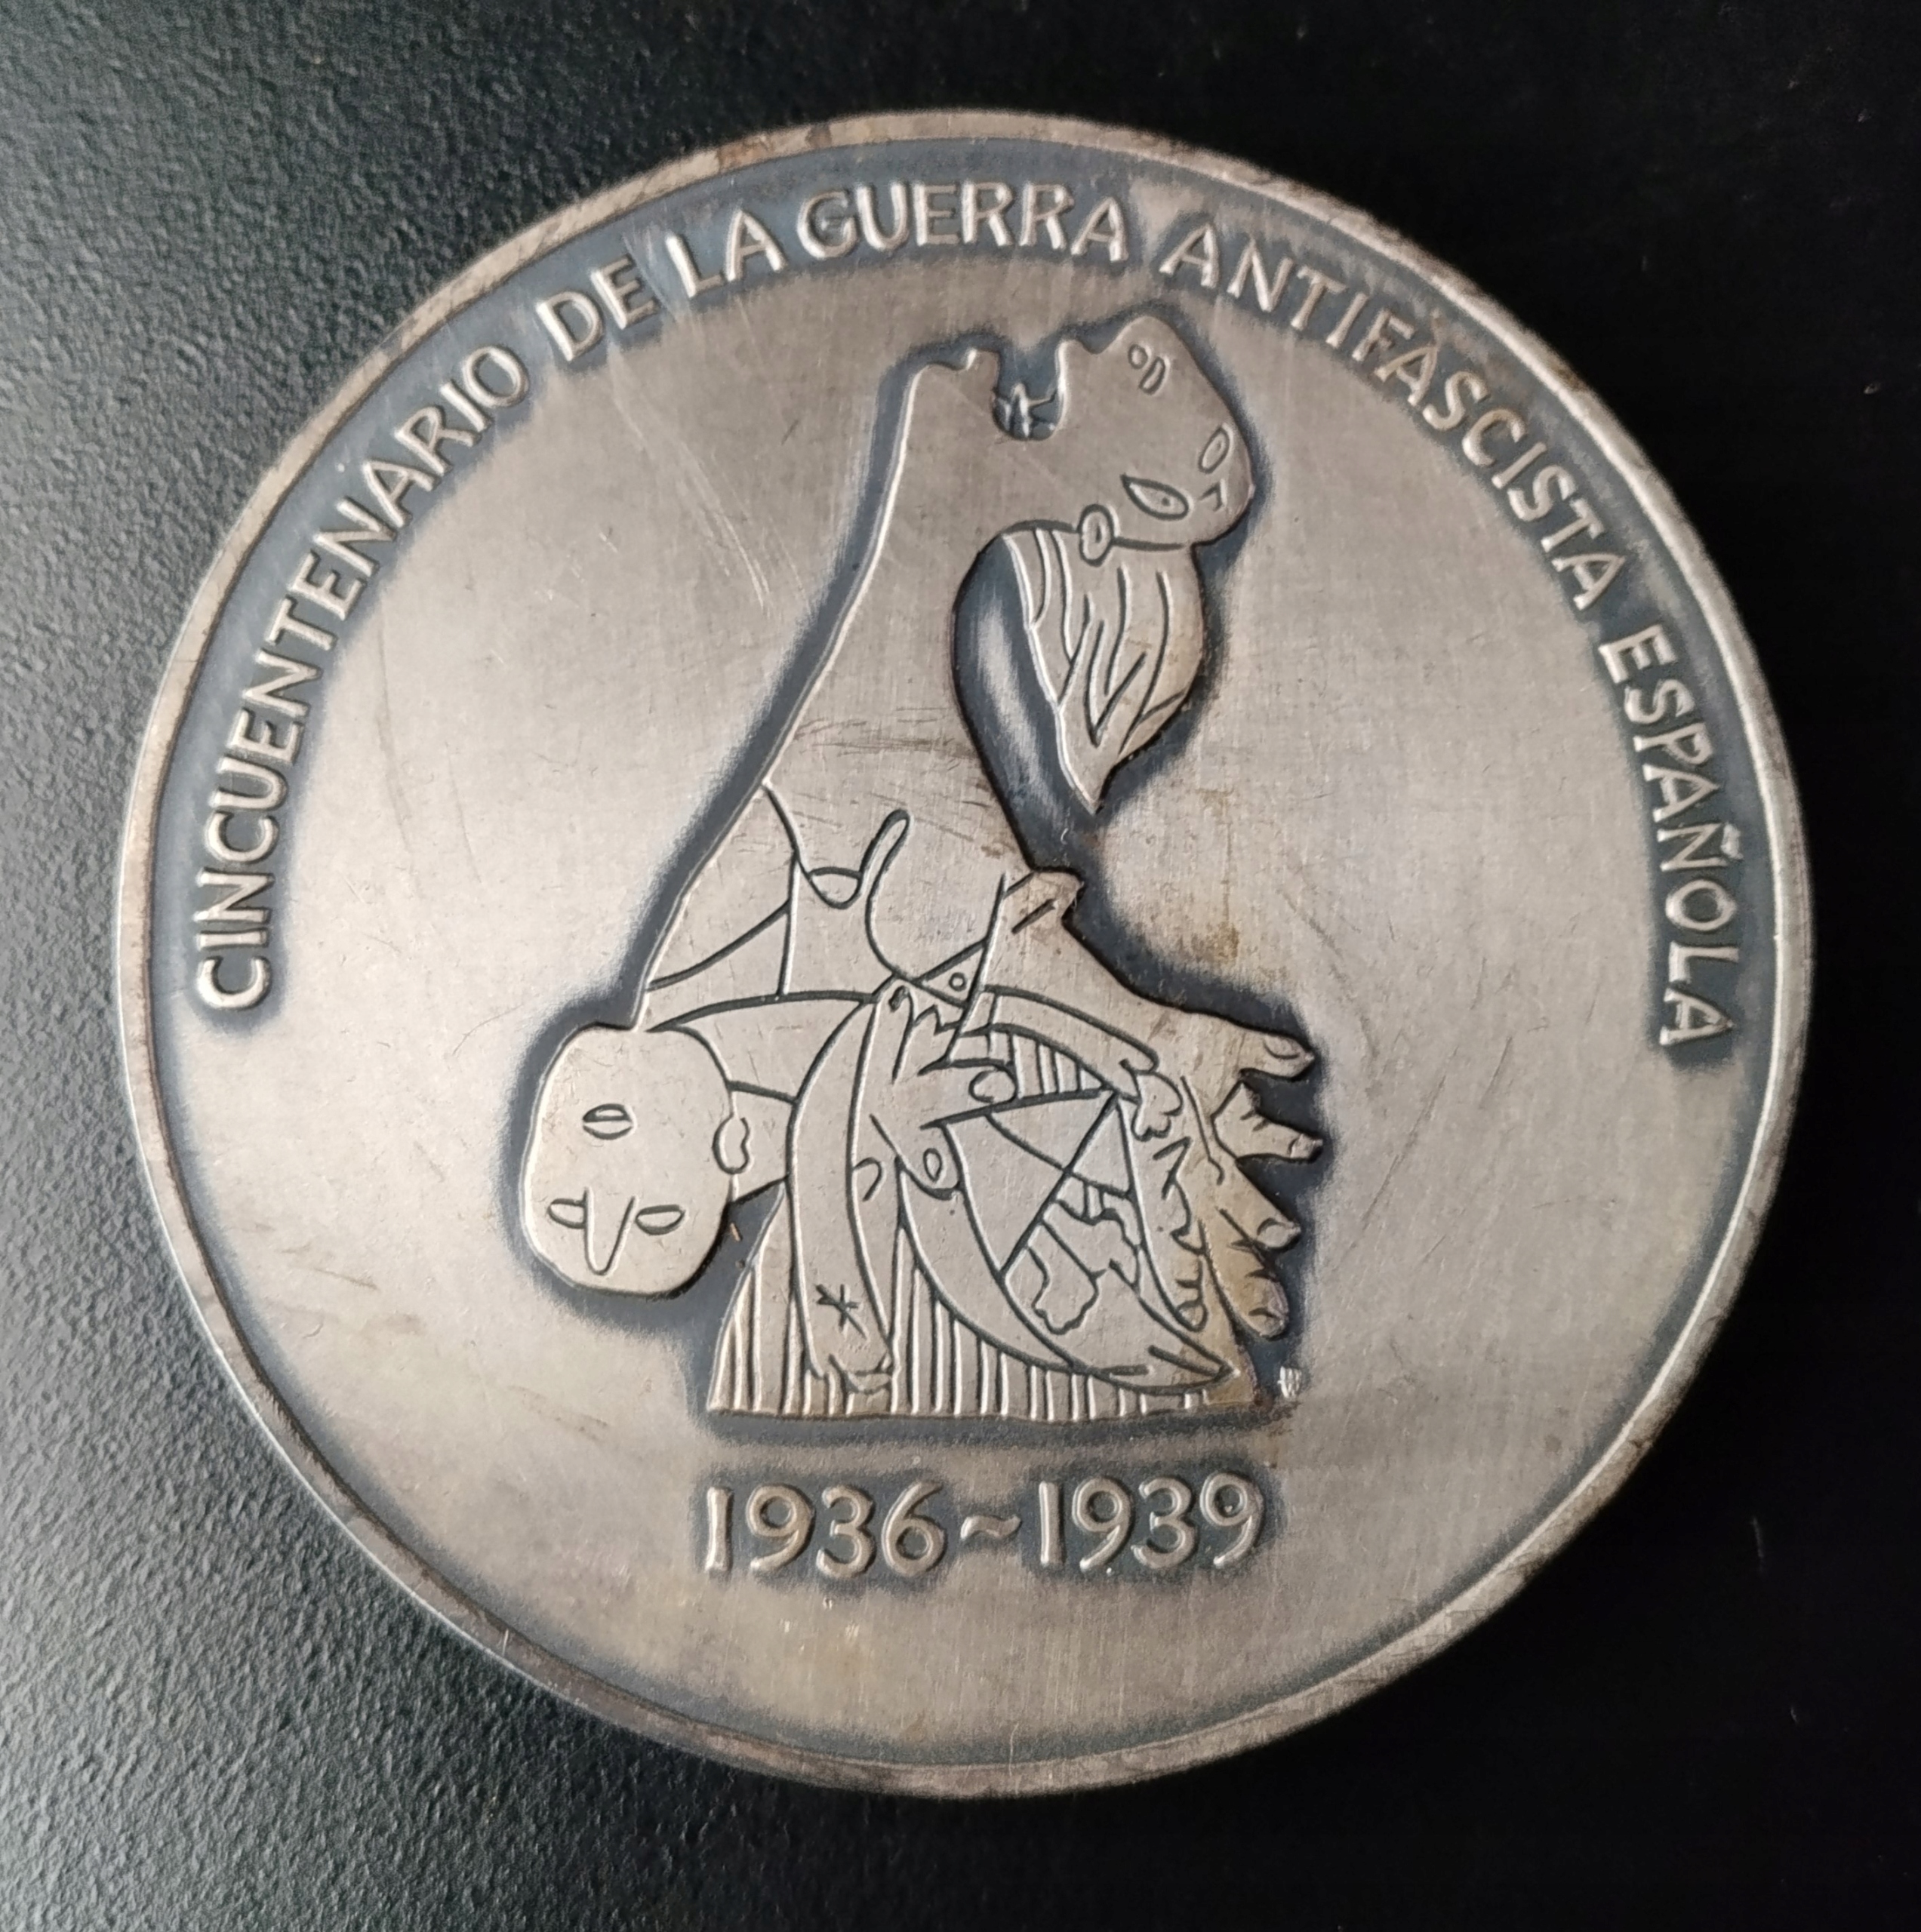 CINCUENTENARIO DE LA GUERRA ANTIFASCISTA ESPAÑOLA
1936~1939